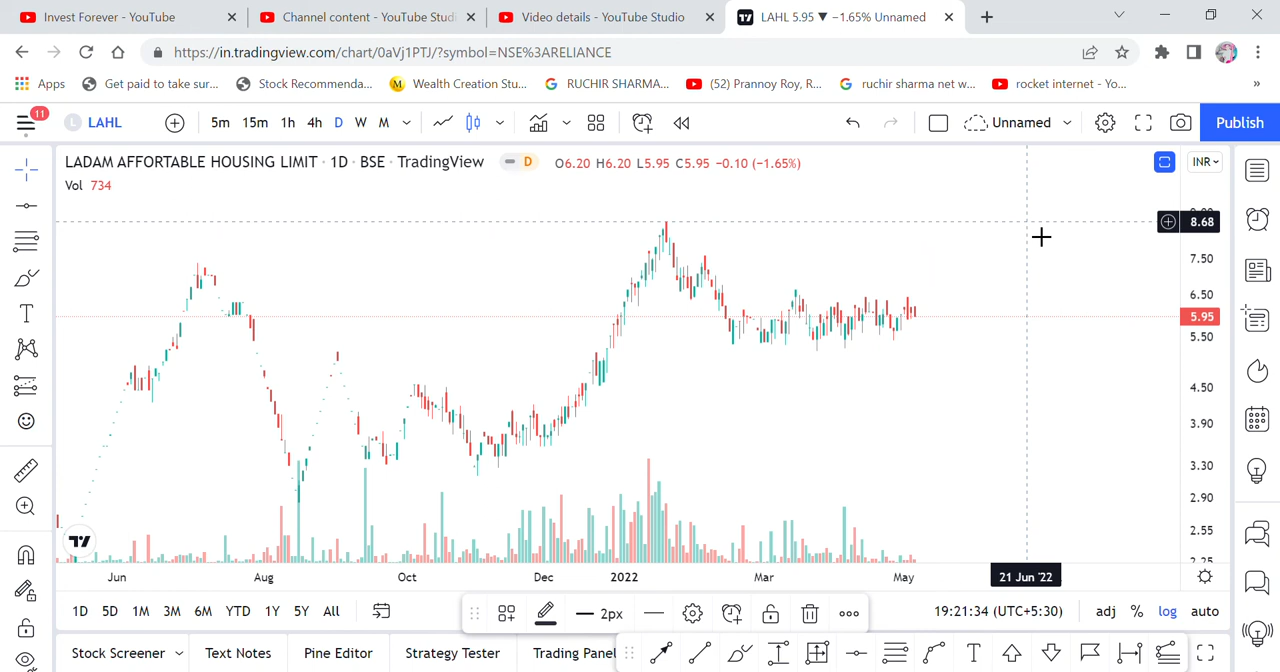 Invest Forever - YouTube
Channel content - YouTube Studi
Video details - YouTube Studio
LAHL 5.95 ▼ −1.65% Unnamed
https://in.tradingview.com/chart/0aVj1PTJ/?symbol=NSE%3ARELIANCE
Apps
Get paid to take sur...
Stock Recommenda...
M Wealth Creation Stu...
RUCHIR SHARMA...
(52) Prannoy Roy, R...
ruchir sharma net w...
rocket internet - Yo...
»
11
L LAHL
5m 15m 1h 4h D W M
Unnamed
Publish
LADAM AFFORTABLE HOUSING LIMIT · 1D · BSE · TradingView
D
O6.20 H6.20 L5.95 C5.95 −0.10 (−1.65%)
INR
Vol 734
8.68
7.50
6.50
5.95
5.50
4.50
3.90
3.30
2.90
2.55
2.25
Jun Aug Oct Dec 2022 Mar May
21 Jun '22
1D 5D 1M 3M 6M YTD 1Y 5Y All
2px
19:21:34 (UTC+5:30)
adj % log auto
Stock Screener
Text Notes
Pine Editor
Strategy Tester
Trading Panel